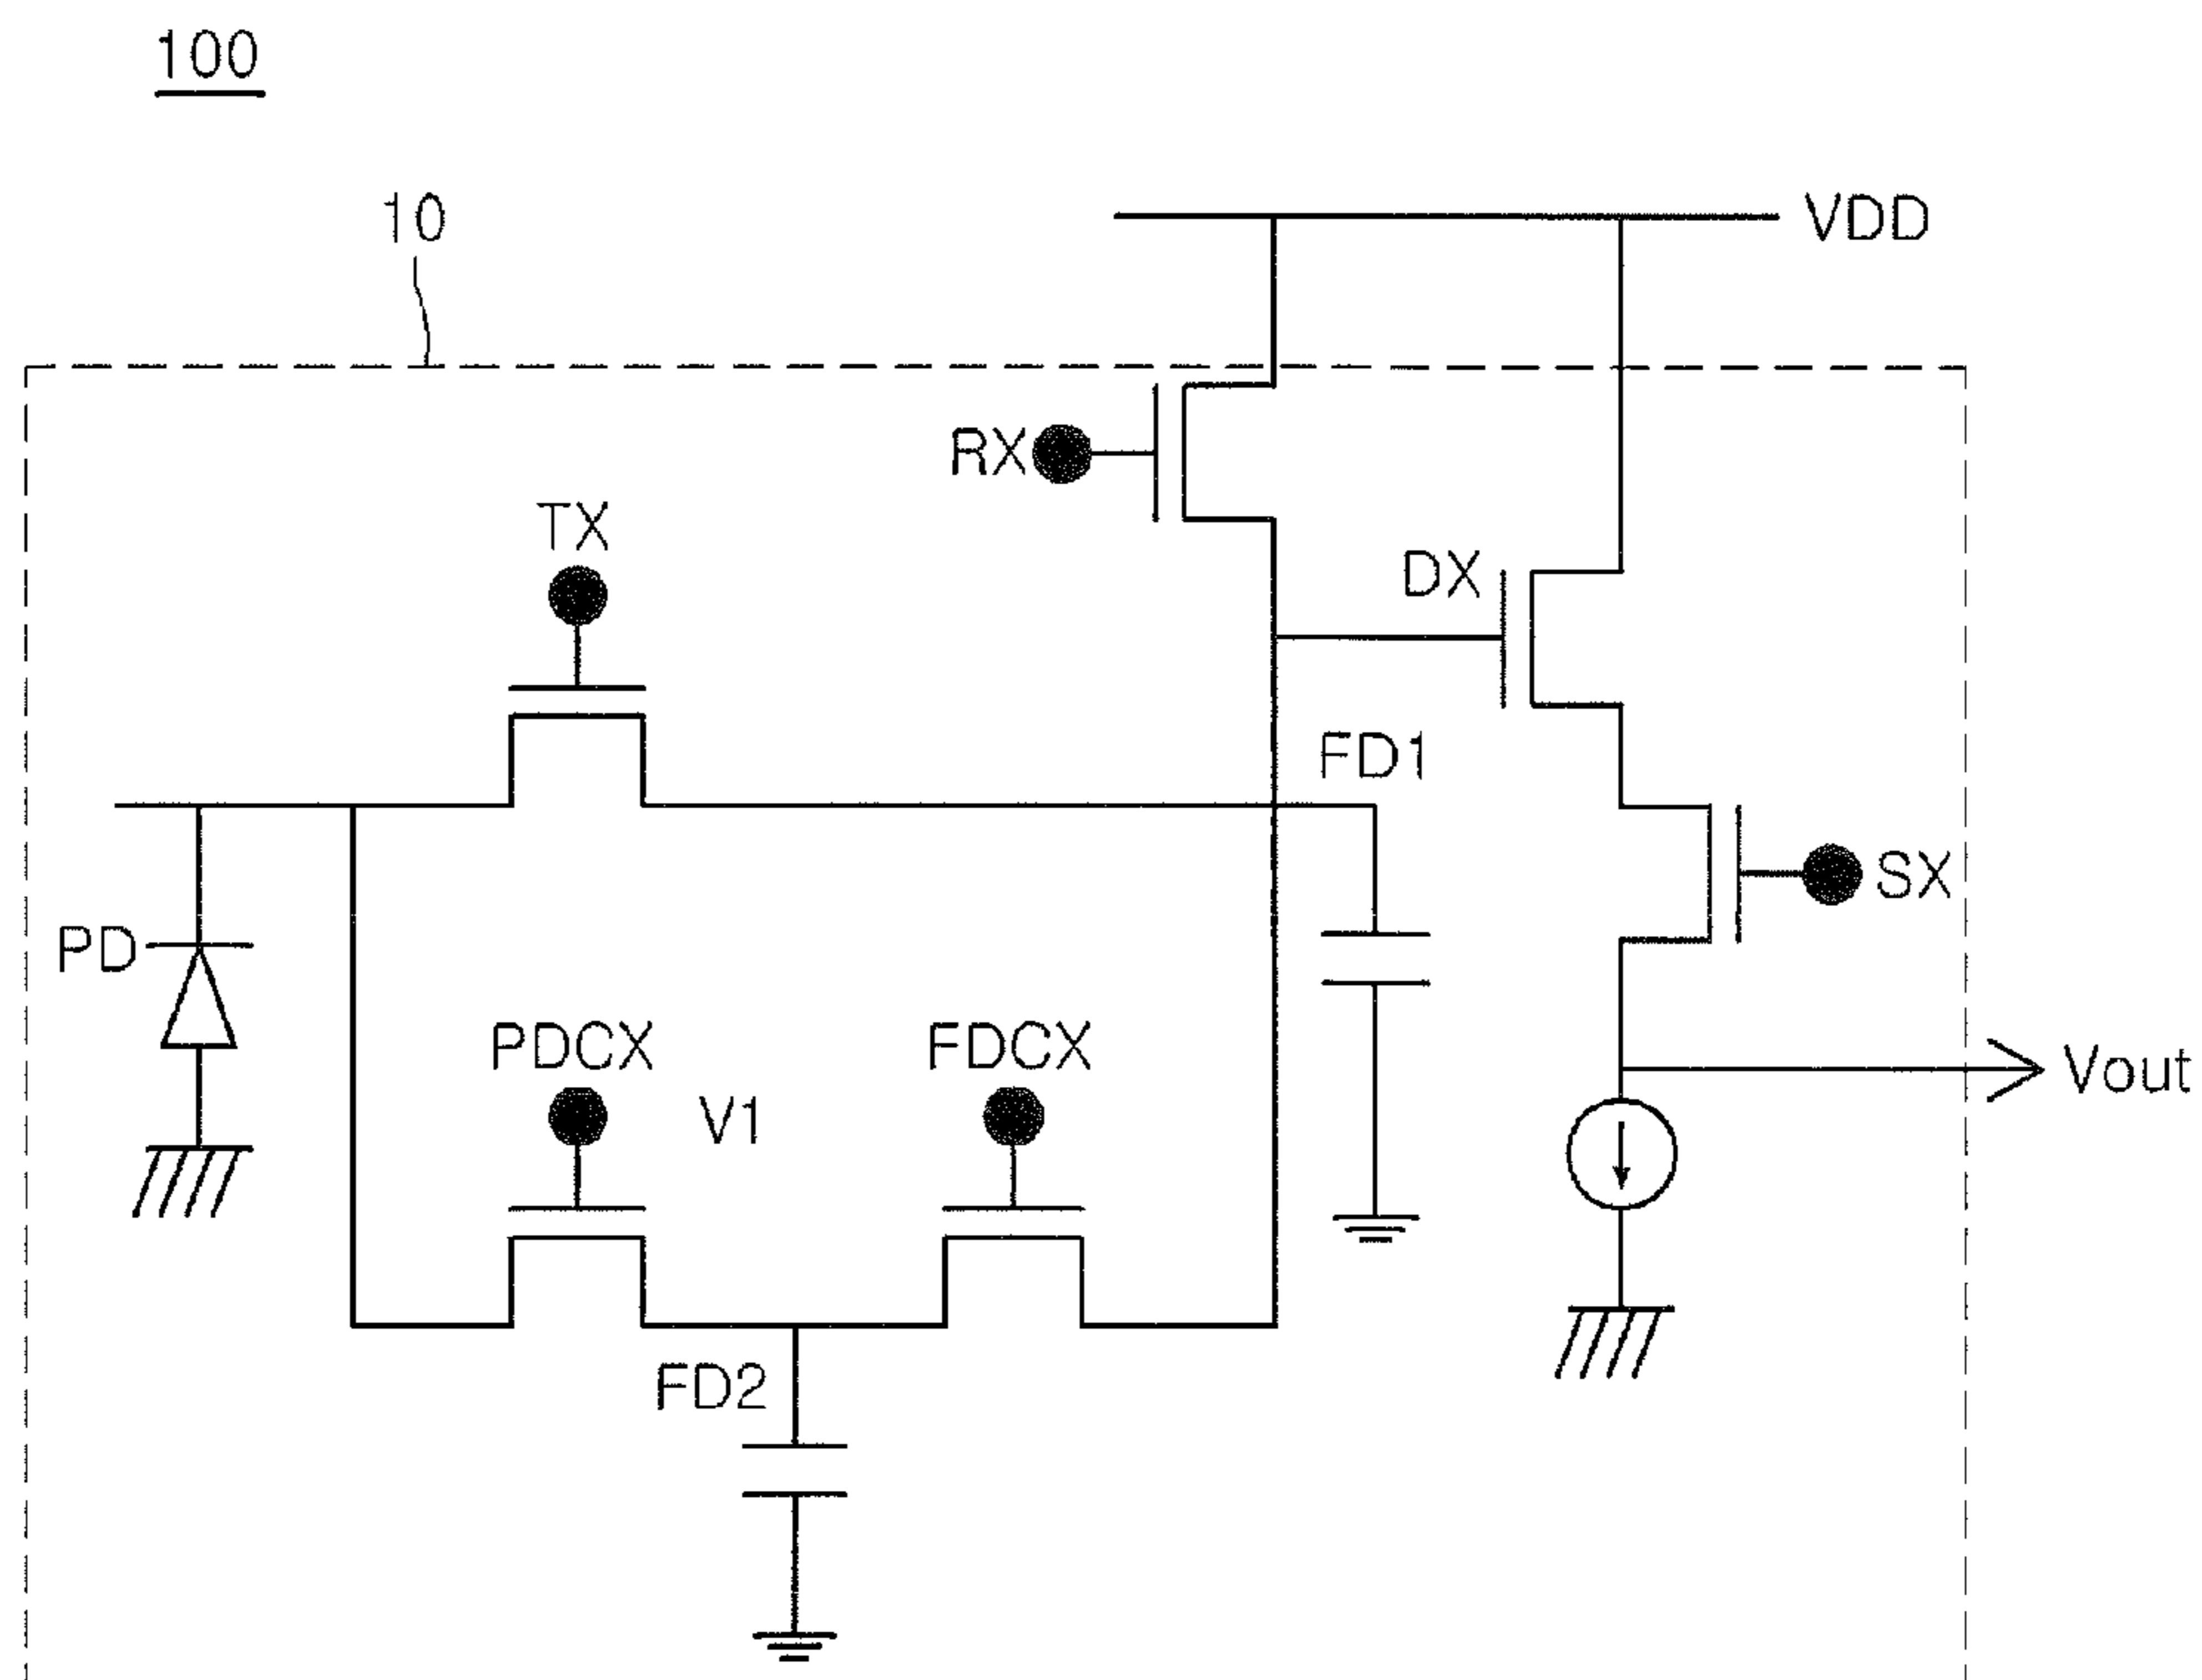 100
10
VDD
RX
TX
DX
FD1
SX
PD
PDCX
V1
FDCX
Vout
FD2